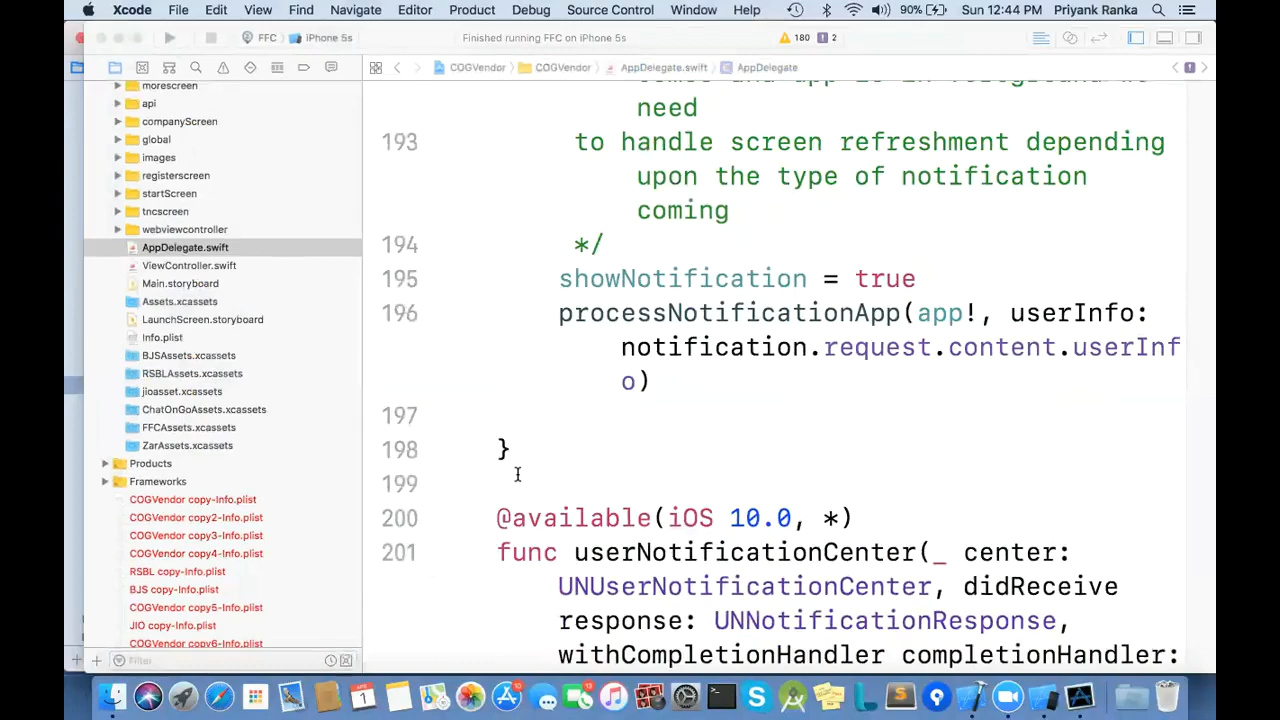 Xcode File Edit View Find Navigate Editor Product Debug Source Control Window Help 90% Sun 12:44 PM Priyank Ranka
FFC iPhone 5s Finished running FFC on iPhone 5s 180 2
COGVendor COGVendor AppDelegate.swift AppDelegate
morescreen
api
companyScreen
global
images
registerscreen
startScreen
tncscreen
webviewcontroller
AppDelegate.swift
ViewController.swift
Main.storyboard
Assets.xcassets
LaunchScreen.storyboard
Info.plist
BJSAssets.xcassets
RSBLAssets.xcassets
jioasset.xcassets
ChatOnGoAssets.xcassets
FFCAssets.xcassets
ZarAssets.xcassets
Products
Frameworks
COGVendor copy-Info.plist
COGVendor copy2-Info.plist
COGVendor copy3-Info.plist
COGVendor copy4-Info.plist
RSBL copy-Info.plist
BJS copy-Info.plist
COGVendor copy5-Info.plist
JIO copy-Info.plist
COGVendor copy6-Info.plist
Filter
need
193 to handle screen refreshment depending
upon the type of notification
coming
194 */
195 showNotification = true
196 processNotificationApp(app!, userInfo:
notification.request.content.userInf
o)
197
198 }
199
200 @available(iOS 10.0, *)
201 func userNotificationCenter(_ center:
UNUserNotificationCenter, didReceive
response: UNNotificationResponse,
withCompletionHandler completionHandler: